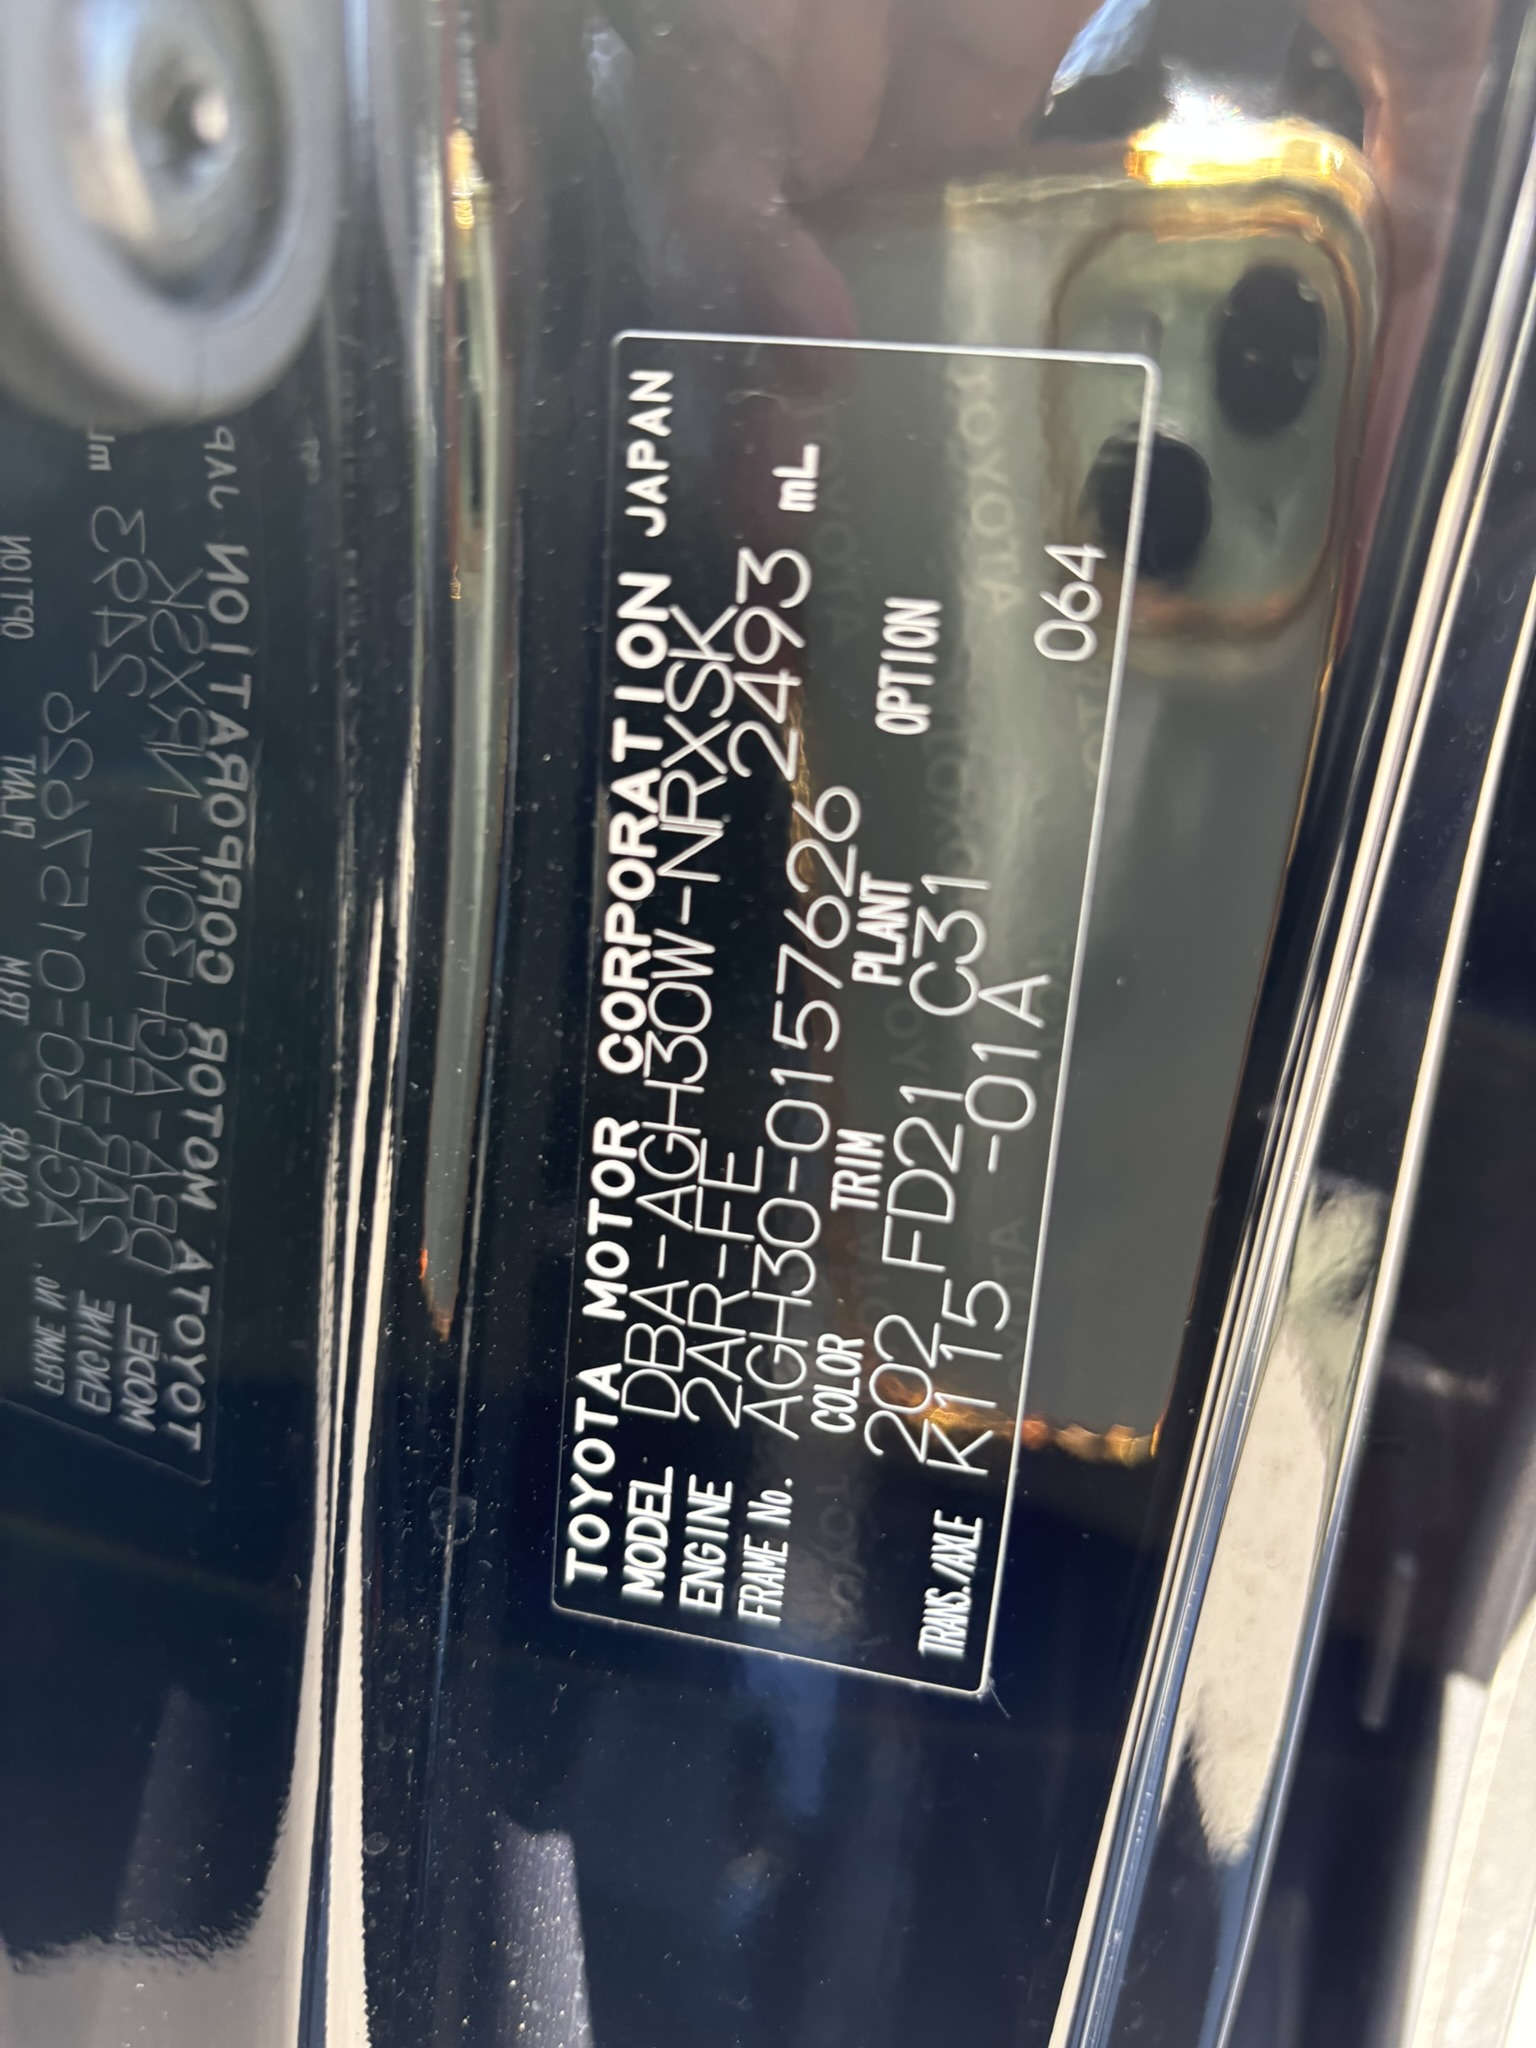 TOYOTA MOTOR CORPORATION JAPAN
MODEL DBA-AGH30W-NRXSK
ENGINE 2AR-FE 2493 mL
FRAME No. AGH30-0157626
COLOR TRIM PLANT OPTION
202 FD21 C31
TRANS./AXLE K115 -01A 064